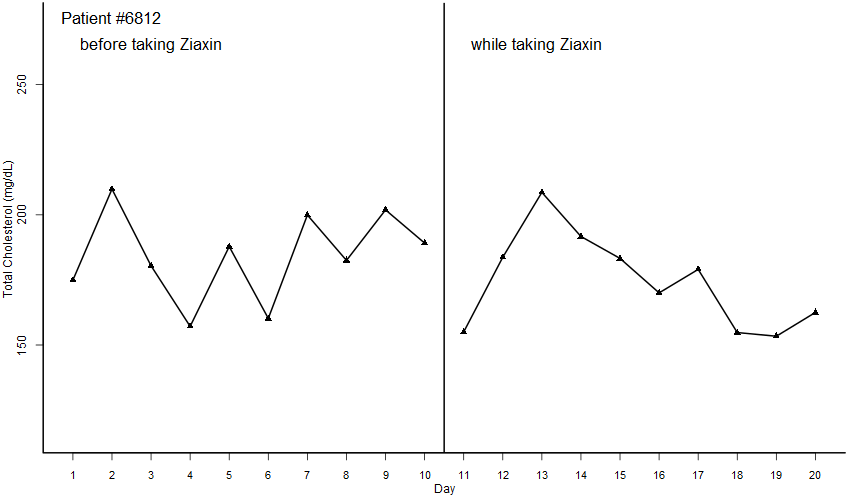 Patient #6812
before taking Ziaxin
while taking Ziaxin
Total Cholesterol (mg/dL)
250
200
150
1 2 3 4 5 6 7 8 9 10 11 12 13 14 15 16 17 18 19 20
Day